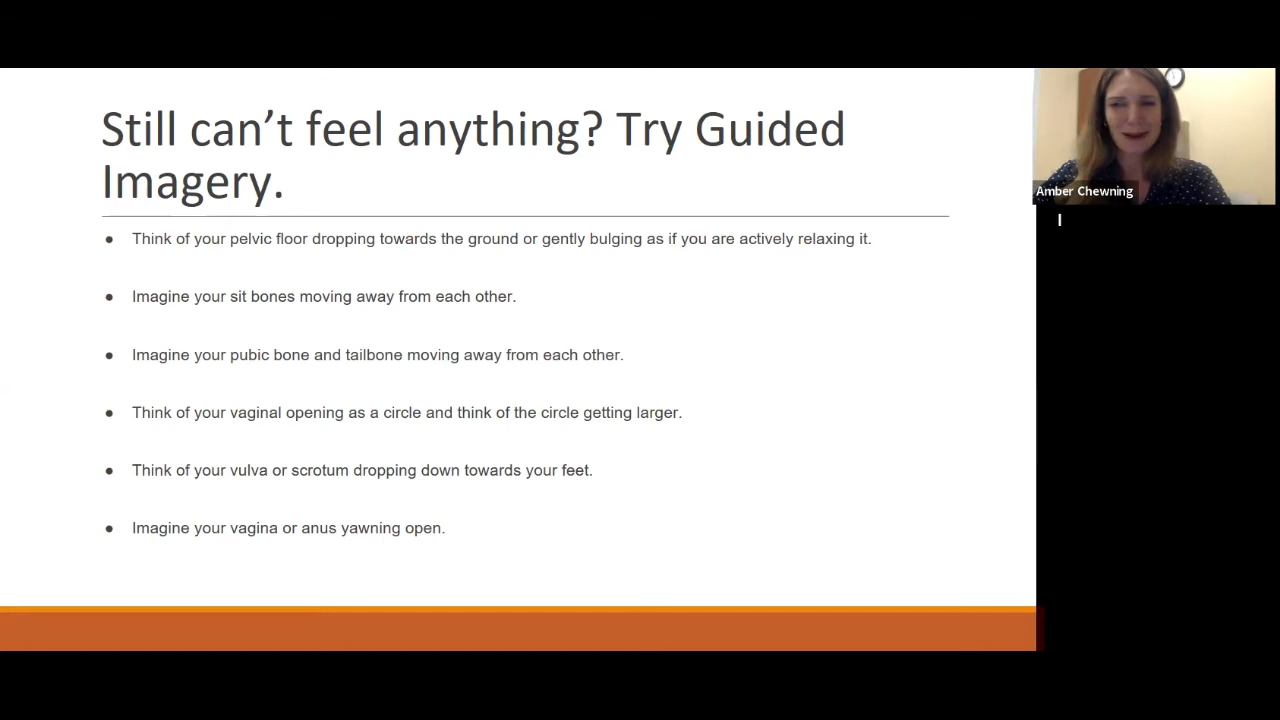 Still can’t feel anything? Try Guided
Imagery.
● Think of your pelvic floor dropping towards the ground or gently bulging as if you are actively relaxing it.
● Imagine your sit bones moving away from each other.
● Imagine your pubic bone and tailbone moving away from each other.
● Think of your vaginal opening as a circle and think of the circle getting larger.
● Think of your vulva or scrotum dropping down towards your feet.
● Imagine your vagina or anus yawning open.
Amber Chewning